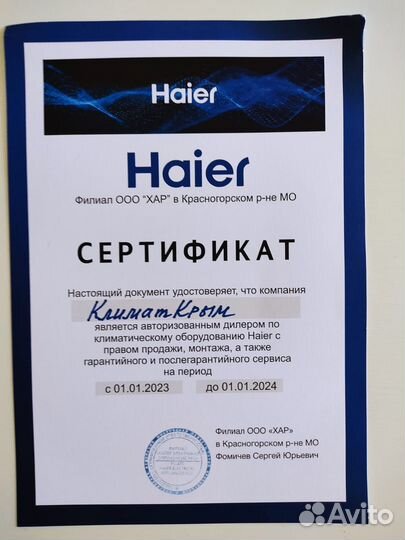 Haier
Haier
Филиал ООО "ХАР" в Красногорском р-не МО
СЕРТИФИКАТ
Настоящий документ удостоверяет, что компания
КлиматКрым
является авторизованным дилером по
климатическому оборудованию Haier с
правом продажи, монтажа, а также
гарантийного и послегарантийного сервиса
на период
с 01.01.2023 до 01.01.2024
Филиал ООО «ХАР»
в Красногорском р-не МО
Фомичев Сергей Юрьевич
Avito